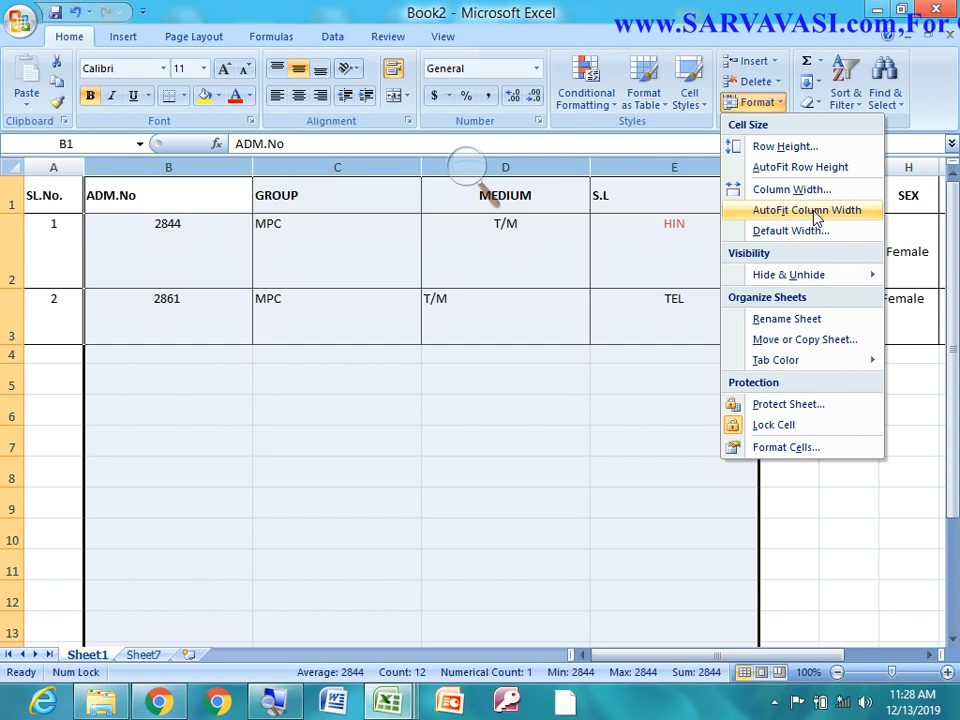 Book2 - Microsoft Excel
www.SARVAVASI.com,For
Home Insert Page Layout Formulas Data Review View
Calibri 11 General
Insert
Delete
Format
Paste
B I U
$ % ,
Conditional Formatting
Format as Table
Cell Styles
Sort & Filter
Find & Select
Clipboard Font Alignment Number Styles
B1 fx ADM.No
A B C D E H
1 SL.No. ADM.No GROUP MEDIUM S.L SEX
2 1 2844 MPC T/M HIN Female
3 2 2861 MPC T/M TEL Female
4
5
6
7
8
9
10
11
12
13
Cell Size
Row Height...
AutoFit Row Height
Column Width...
AutoFit Column Width
Default Width...
Visibility
Hide & Unhide
Organize Sheets
Rename Sheet
Move or Copy Sheet...
Tab Color
Protection
Protect Sheet...
Lock Cell
Format Cells...
Sheet1 Sheet7
Ready Num Lock Average: 2844 Count: 12 Numerical Count: 1 Min: 2844 Max: 2844 Sum: 2844 100%
11:28 AM
12/13/2019